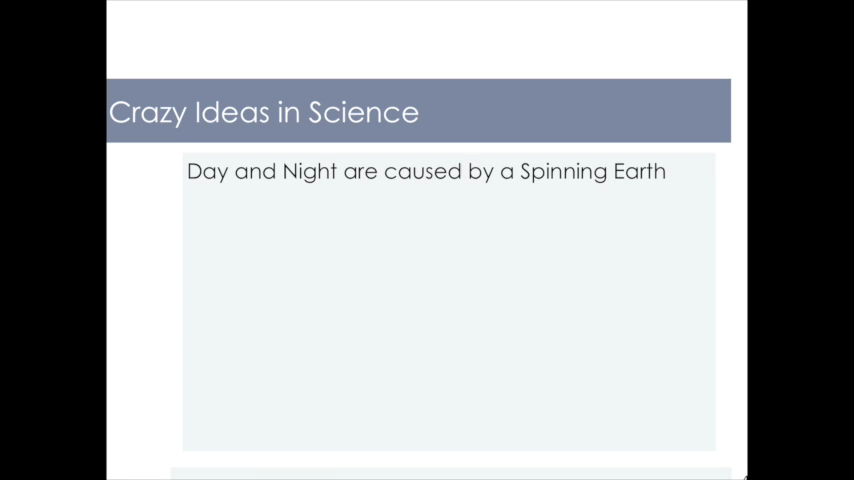 Crazy Ideas in Science
Day and Night are caused by a Spinning Earth